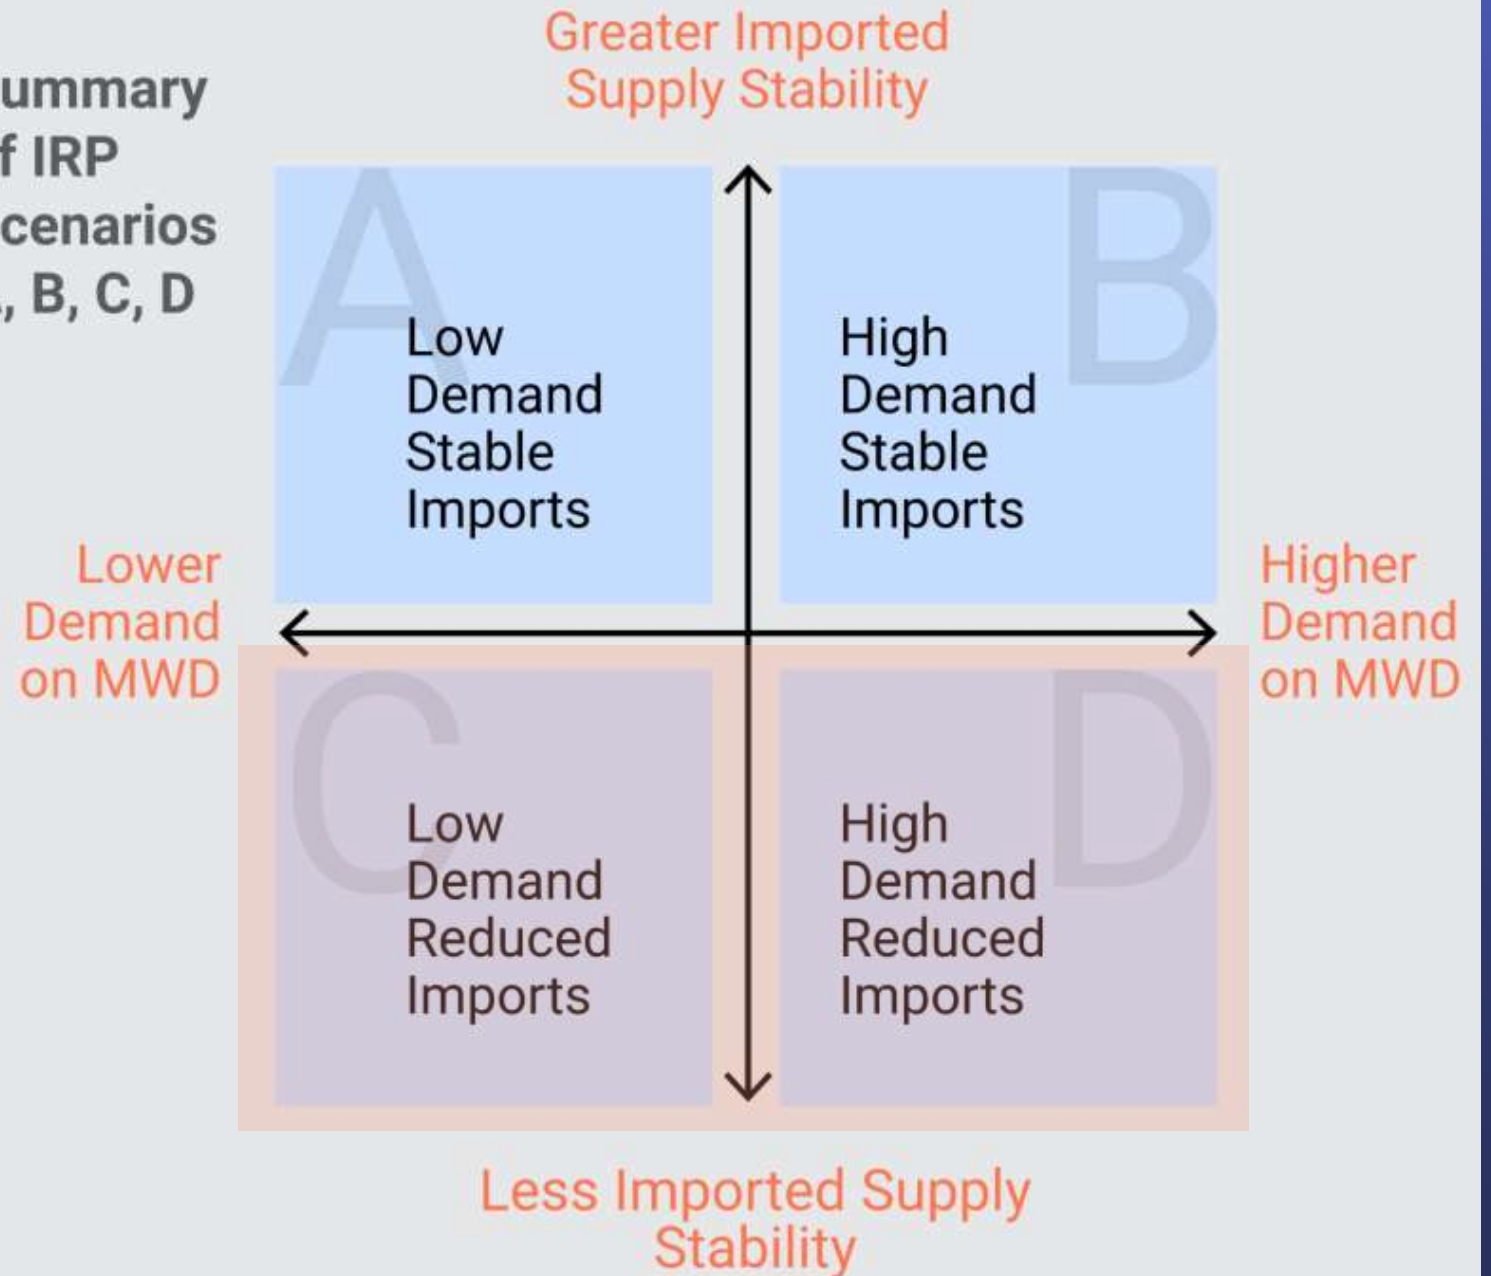 Greater Imported
Supply Stability
ummary
f IRP
cenarios
, B, C, D
A
Low
Demand
Stable
Imports
B
High
Demand
Stable
Imports
Lower
Demand
on MWD
Higher
Demand
on MWD
C
Low
Demand
Reduced
Imports
D
High
Demand
Reduced
Imports
Less Imported Supply
Stability